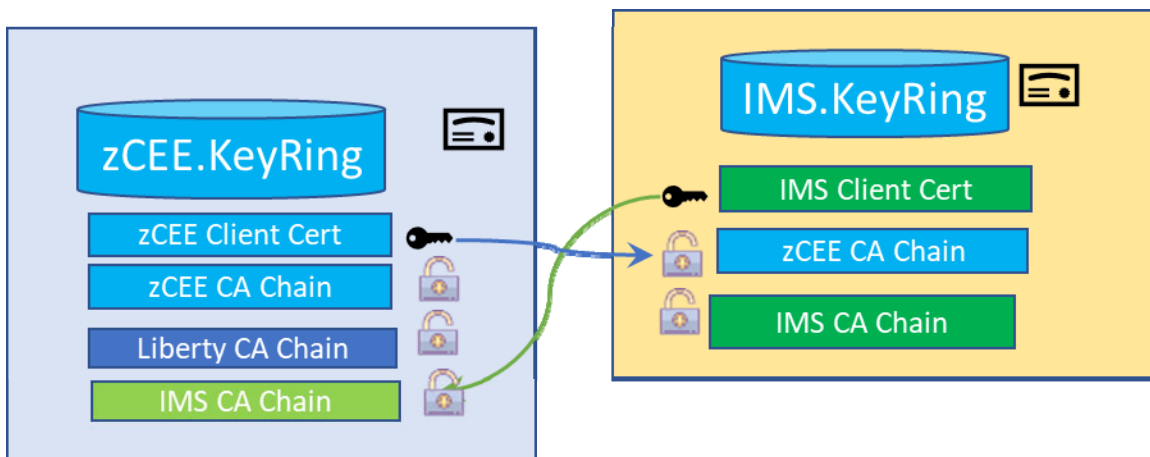 zCEE.KeyRing
zCEE Client Cert
zCEE CA Chain
Liberty CA Chain
IMS CA Chain
IMS.KeyRing
IMS Client Cert
zCEE CA Chain
IMS CA Chain